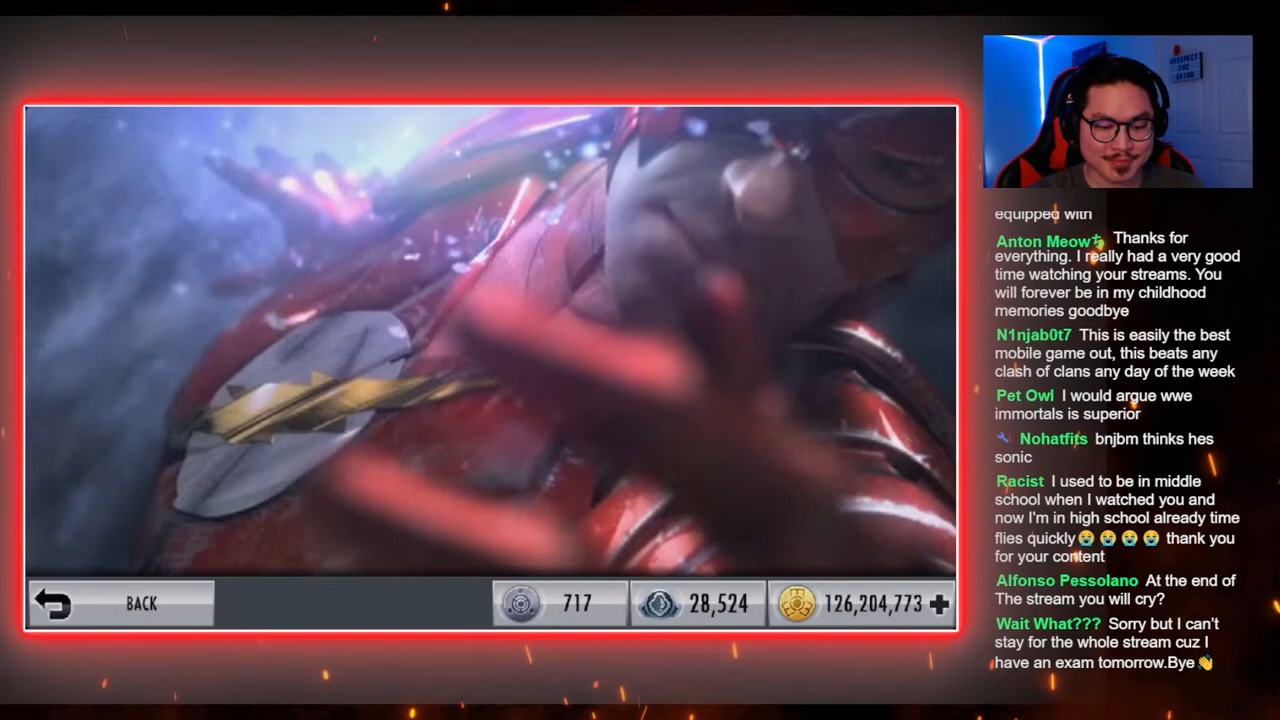 RESPECT
THE
GRIND
equipped with
Anton Meow Thanks for
everything. I really had a very good
time watching your streams. You
will forever be in my childhood
memories goodbye
N1njab0t7 This is easily the best
mobile game out, this beats any
clash of clans any day of the week
Pet Owl I would argue wwe
immortals is superior
Nohatfits bnjbm thinks hes
sonic
Racist I used to be in middle
school when I watched you and
now I'm in high school already time
flies quickly😭😭😭😭 thank you
for your content
Alfonso Pessolano At the end of
The stream you will cry?
Wait What??? Sorry but I can't
stay for the whole stream cuz I
have an exam tomorrow.Bye👋
BACK
717
28,524
126,204,773 +